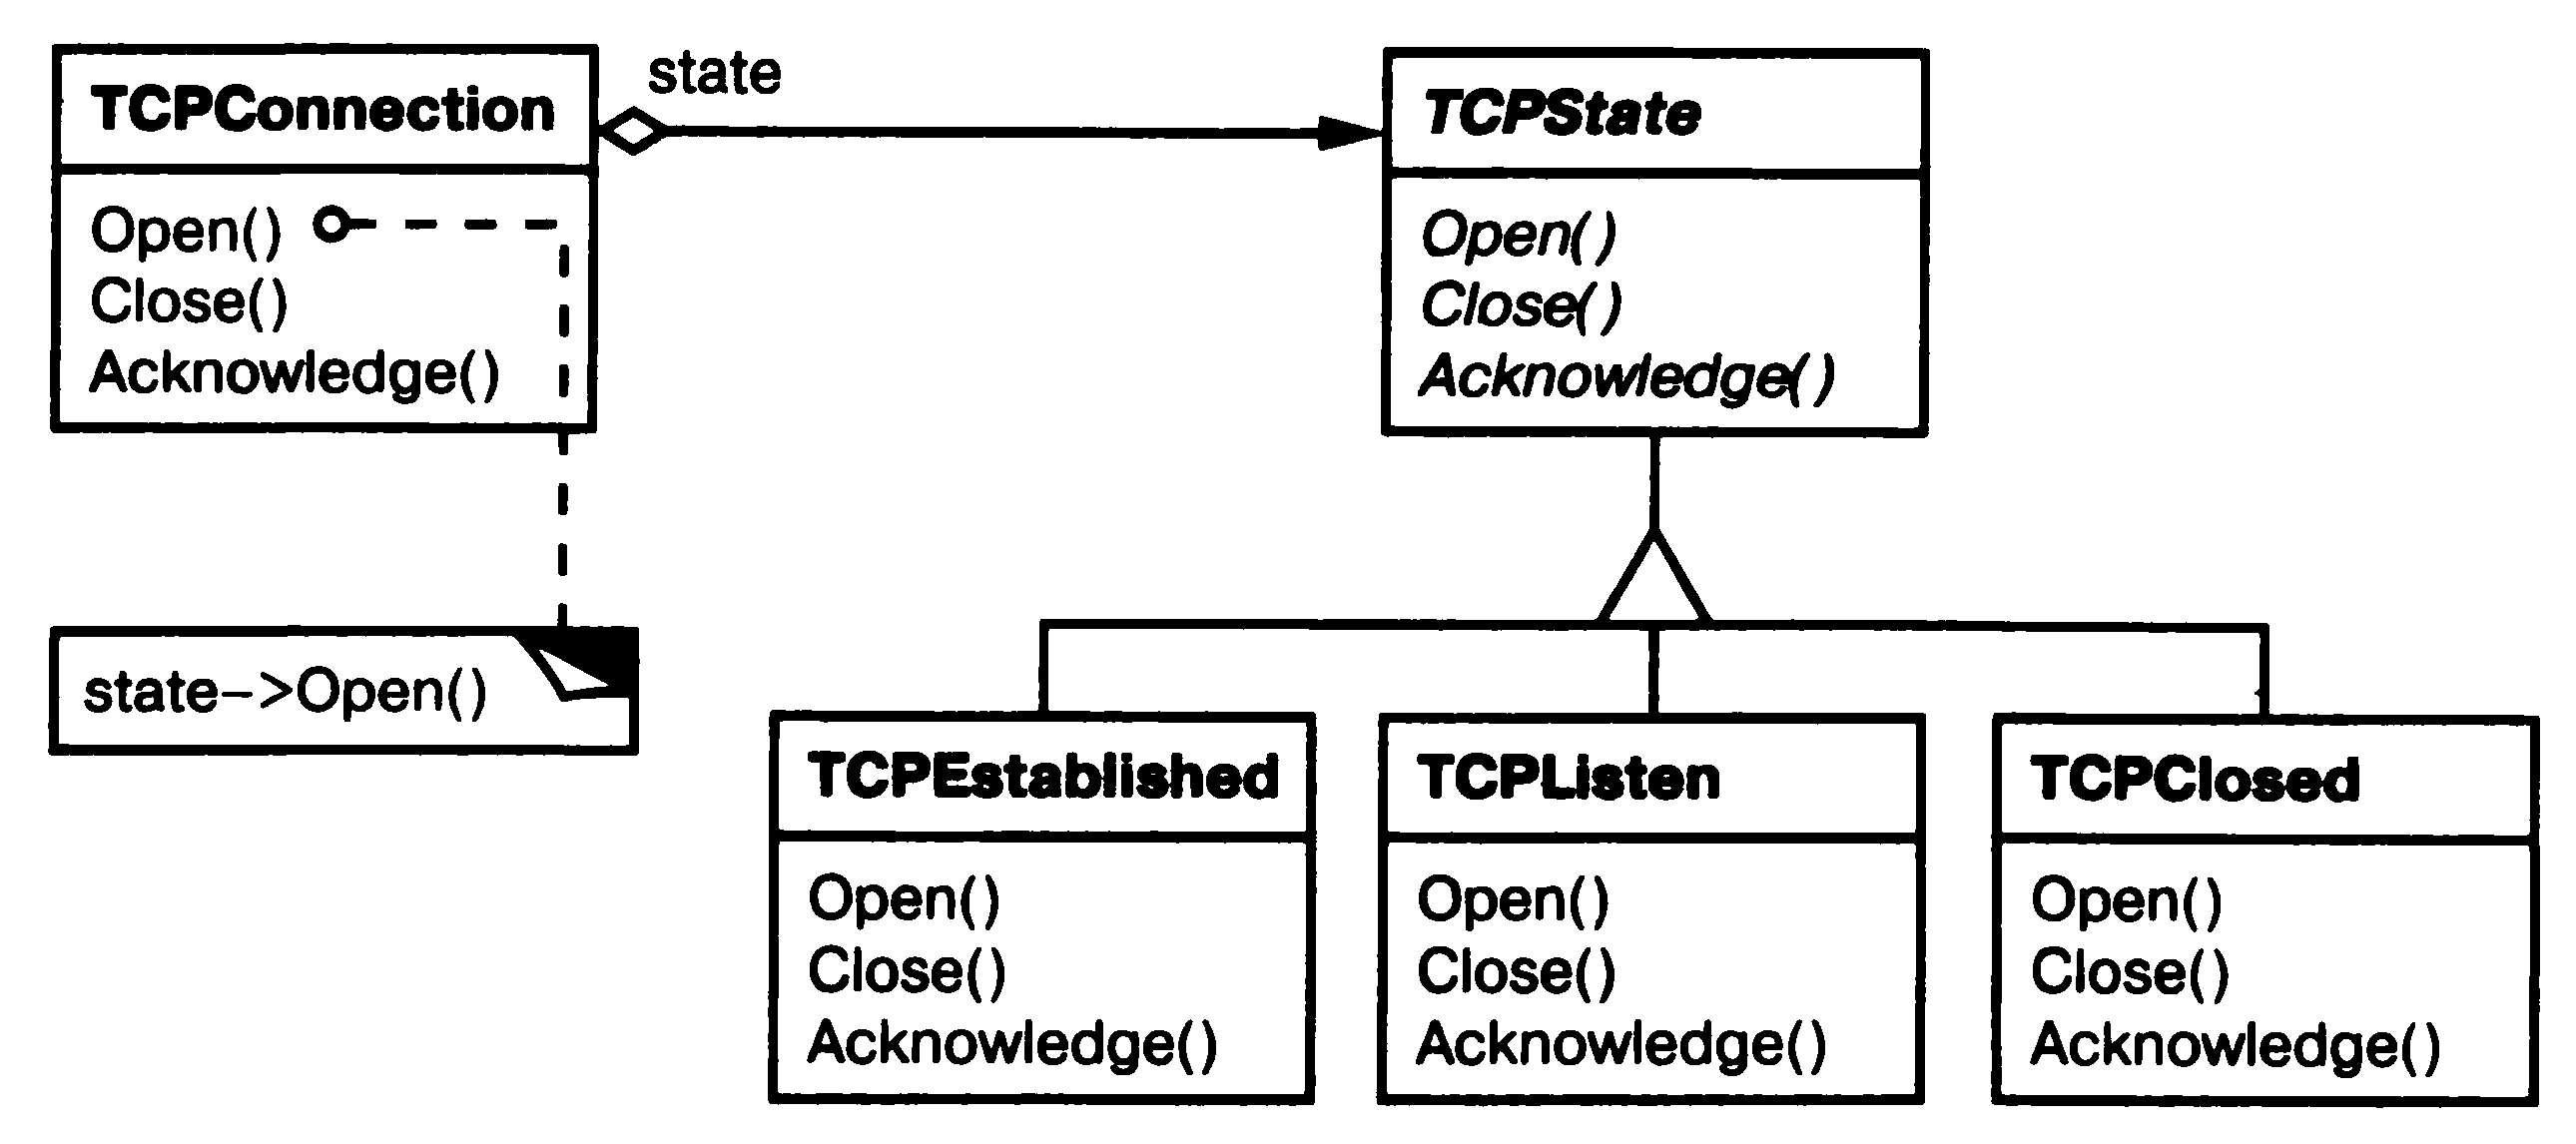 TCPConnection
Open()
Close()
Acknowledge()
state
TCPState
Open()
Close()
Acknowledge()
state->Open()
TCPEstablished
Open()
Close()
Acknowledge()
TCPListen
Open()
Close()
Acknowledge()
TCPClosed
Open()
Close()
Acknowledge()